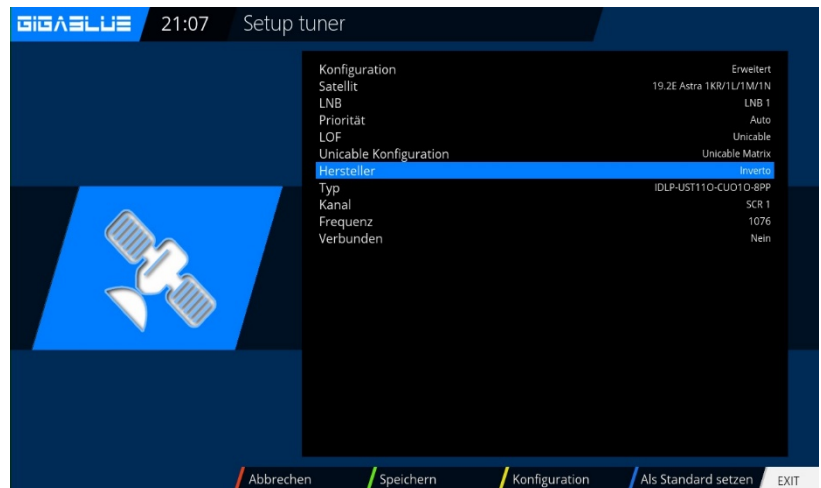 GIGABLUE 21:07 Setup tuner
Konfiguration Erweitert
Satellit 19.2E Astra 1KR/1L/1M/1N
LNB LNB 1
Priorität Auto
LOF Unicable
Unicable Konfiguration Unicable Matrix
Hersteller Inverto
Typ IDLP-UST11O-CUO1O-8PP
Kanal SCR 1
Frequenz 1076
Verbunden Nein
Abbrechen Speichern Konfiguration Als Standard setzen EXIT